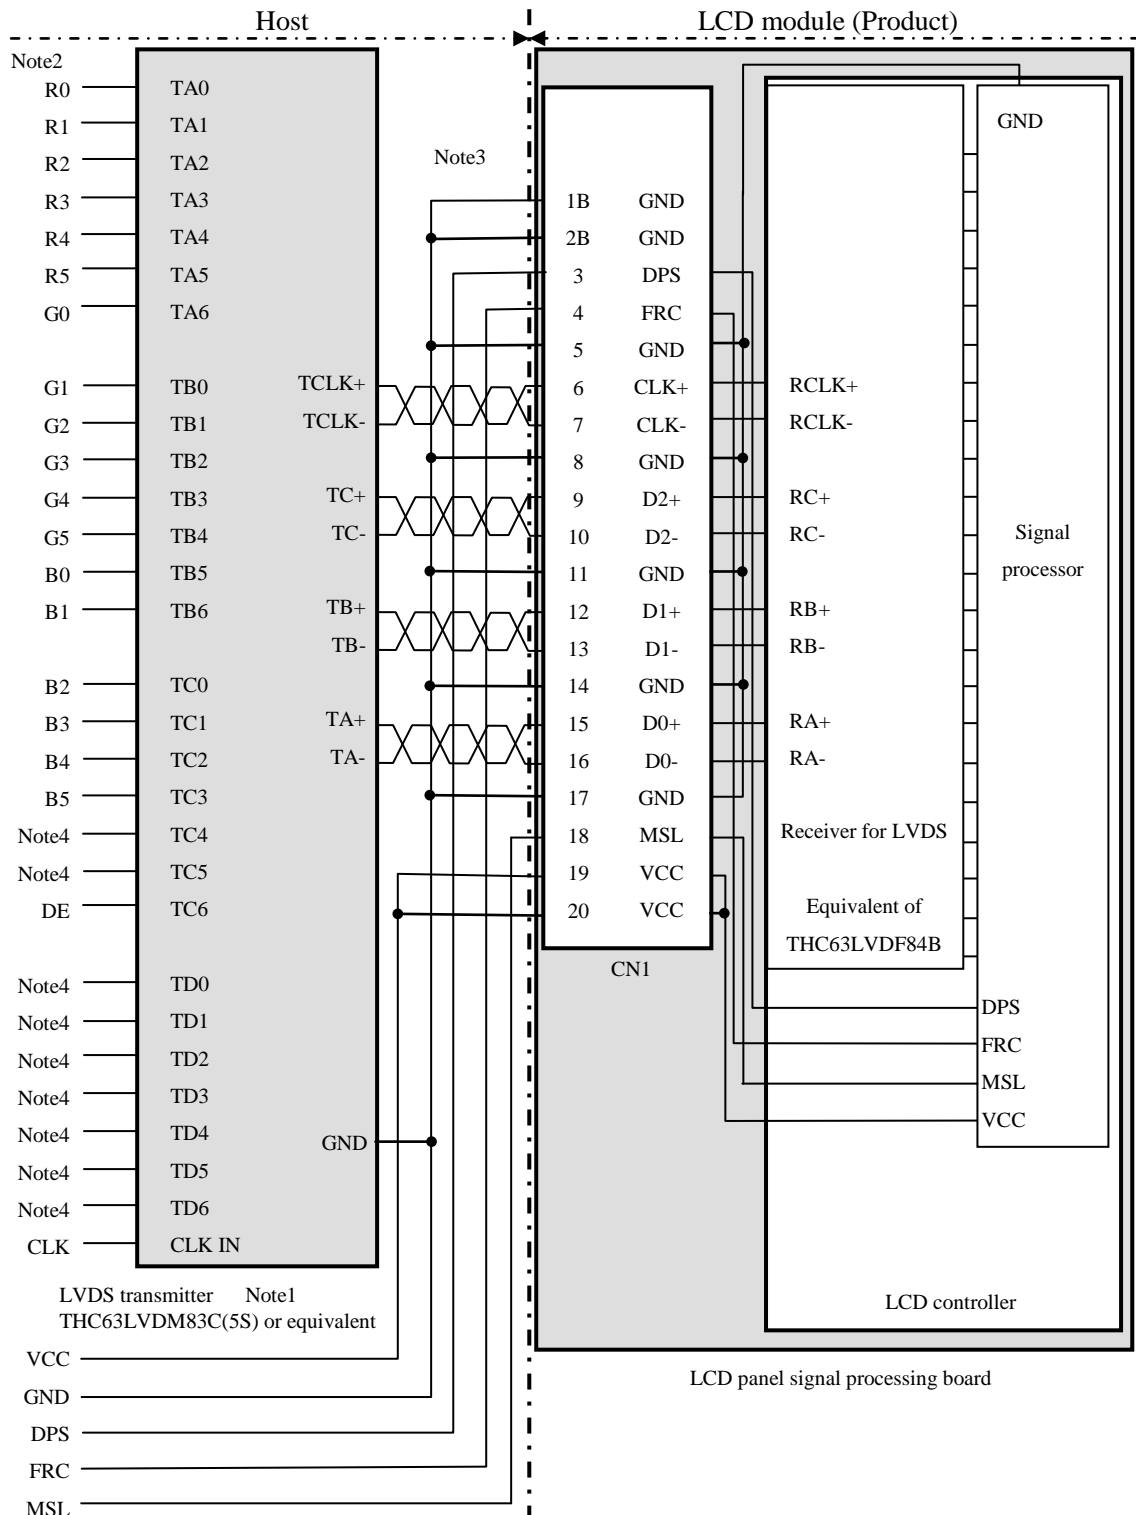 Host
LCD module (Product)
Note2
R0 TA0
R1 TA1
R2 TA2
R3 TA3
R4 TA4
R5 TA5
G0 TA6
G1 TB0 TCLK+
G2 TB1 TCLK-
G3 TB2
G4 TB3 TC+
G5 TB4 TC-
B0 TB5
B1 TB6 TB+
TB-
B2 TC0
B3 TC1 TA+
B4 TC2 TA-
B5 TC3
Note4 TC4
Note4 TC5
DE TC6
Note4 TD0
Note4 TD1
Note4 TD2
Note4 TD3
Note4 TD4 GND
Note4 TD5
Note4 TD6
CLK CLK IN
LVDS transmitter Note1
THC63LVDM83C(5S) or equivalent
VCC
GND
DPS
FRC
MSL
Note3
1B GND
2B GND
3 DPS
4 FRC
5 GND
6 CLK+
7 CLK-
8 GND
9 D2+
10 D2-
11 GND
12 D1+
13 D1-
14 GND
15 D0+
16 D0-
17 GND
18 MSL
19 VCC
20 VCC
CN1
RCLK+
RCLK-
RC+
RC-
RB+
RB-
RA+
RA-
Receiver for LVDS
Equivalent of
THC63LVDF84B
GND
Signal
processor
DPS
FRC
MSL
VCC
LCD controller
LCD panel signal processing board